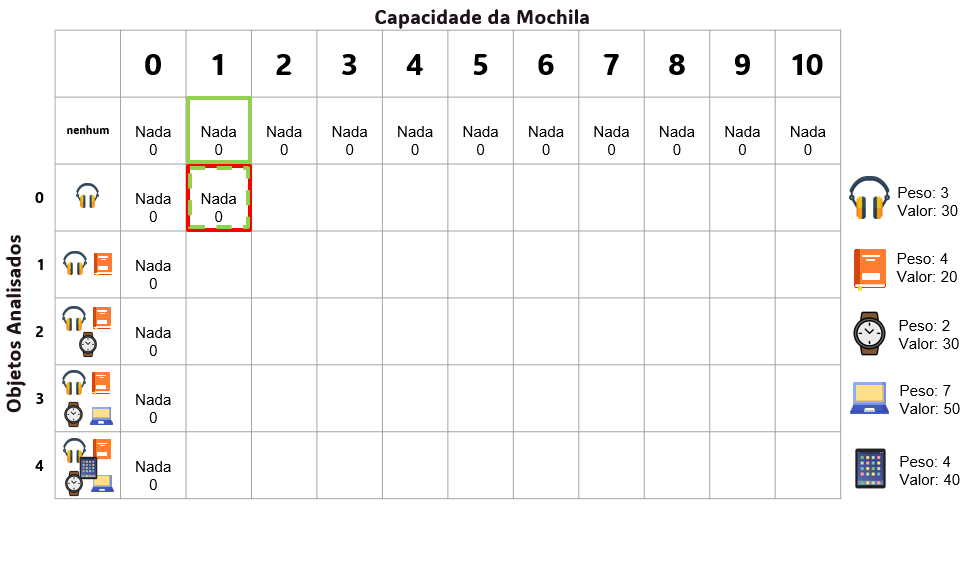 Capacidade da Mochila
0 1 2 3 4 5 6 7 8 9 10
nenhum Nada Nada Nada Nada Nada Nada Nada Nada Nada Nada Nada
0 0 0 0 0 0 0 0 0 0 0
Objetos Analisados
0 Nada Nada
0 0
1 Nada
0
2 Nada
0
3 Nada
0
4 Nada
0
Peso: 3
Valor: 30
Peso: 4
Valor: 20
Peso: 2
Valor: 30
Peso: 7
Valor: 50
Peso: 4
Valor: 40